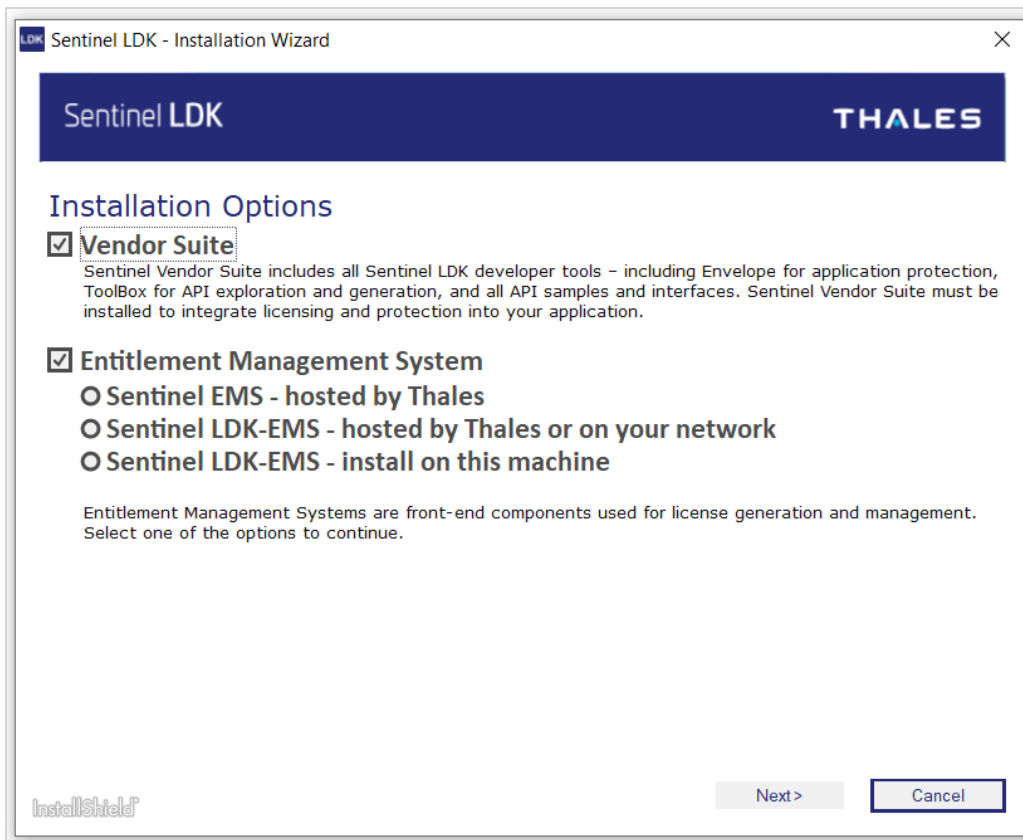 LDK Sentinel LDK - Installation Wizard
Sentinel LDK
THALES
Installation Options
Vendor Suite
Sentinel Vendor Suite includes all Sentinel LDK developer tools – including Envelope for application protection,
ToolBox for API exploration and generation, and all API samples and interfaces. Sentinel Vendor Suite must be
installed to integrate licensing and protection into your application.
Entitlement Management System
Sentinel EMS - hosted by Thales
Sentinel LDK-EMS - hosted by Thales or on your network
Sentinel LDK-EMS - install on this machine
Entitlement Management Systems are front-end components used for license generation and management.
Select one of the options to continue.
InstallShield
Next>
Cancel